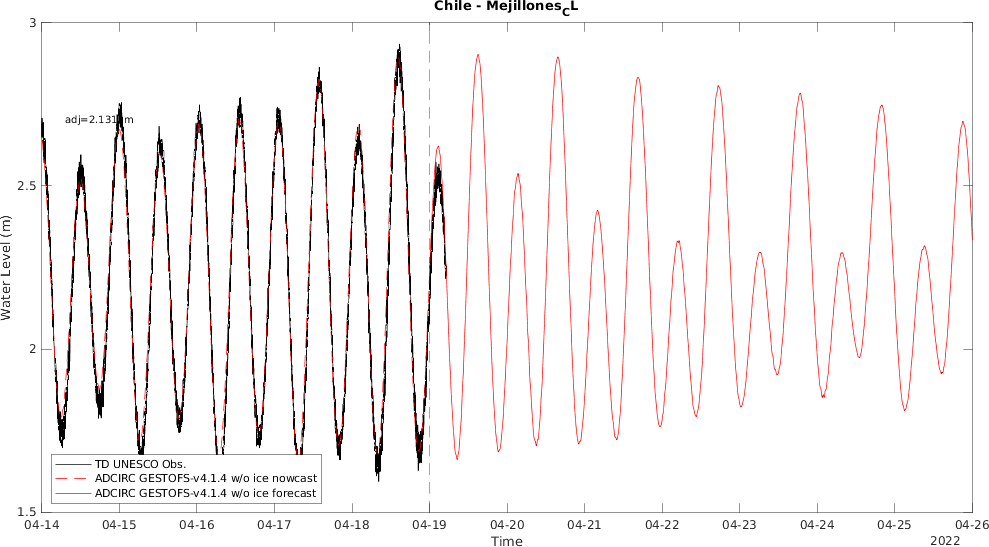 Chile - Mejillones_CL
3
adj=2.131 m
2.5
Water Level (m)
2
TD UNESCO Obs.
ADCIRC GESTOFS-v4.1.4 w/o ice nowcast
ADCIRC GESTOFS-v4.1.4 w/o ice forecast
1.5
04-14 04-15 04-16 04-17 04-18 04-19 04-20 04-21 04-22 04-23 04-24 04-25 04-26
Time
2022